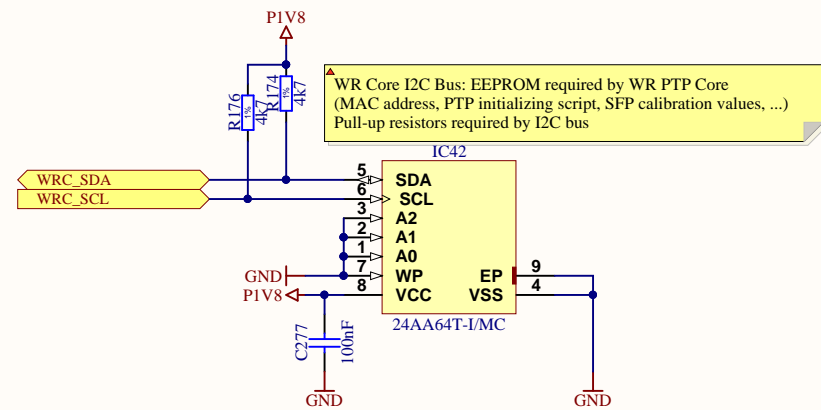 P1V8
R176
1%
4k7
R174
1%
4k7
WR Core I2C Bus: EEPROM required by WR PTP Core
(MAC address, PTP initializing script, SFP calibration values, ...)
Pull-up resistors required by I2C bus
IC42
WRC_SDA
5
SDA
WRC_SCL
6
SCL
3
A2
2
A1
1
A0
GND
7
WP
EP
9
P1V8
8
VCC
VSS
4
24AA64T-I/MC
C277
100nF
GND
GND